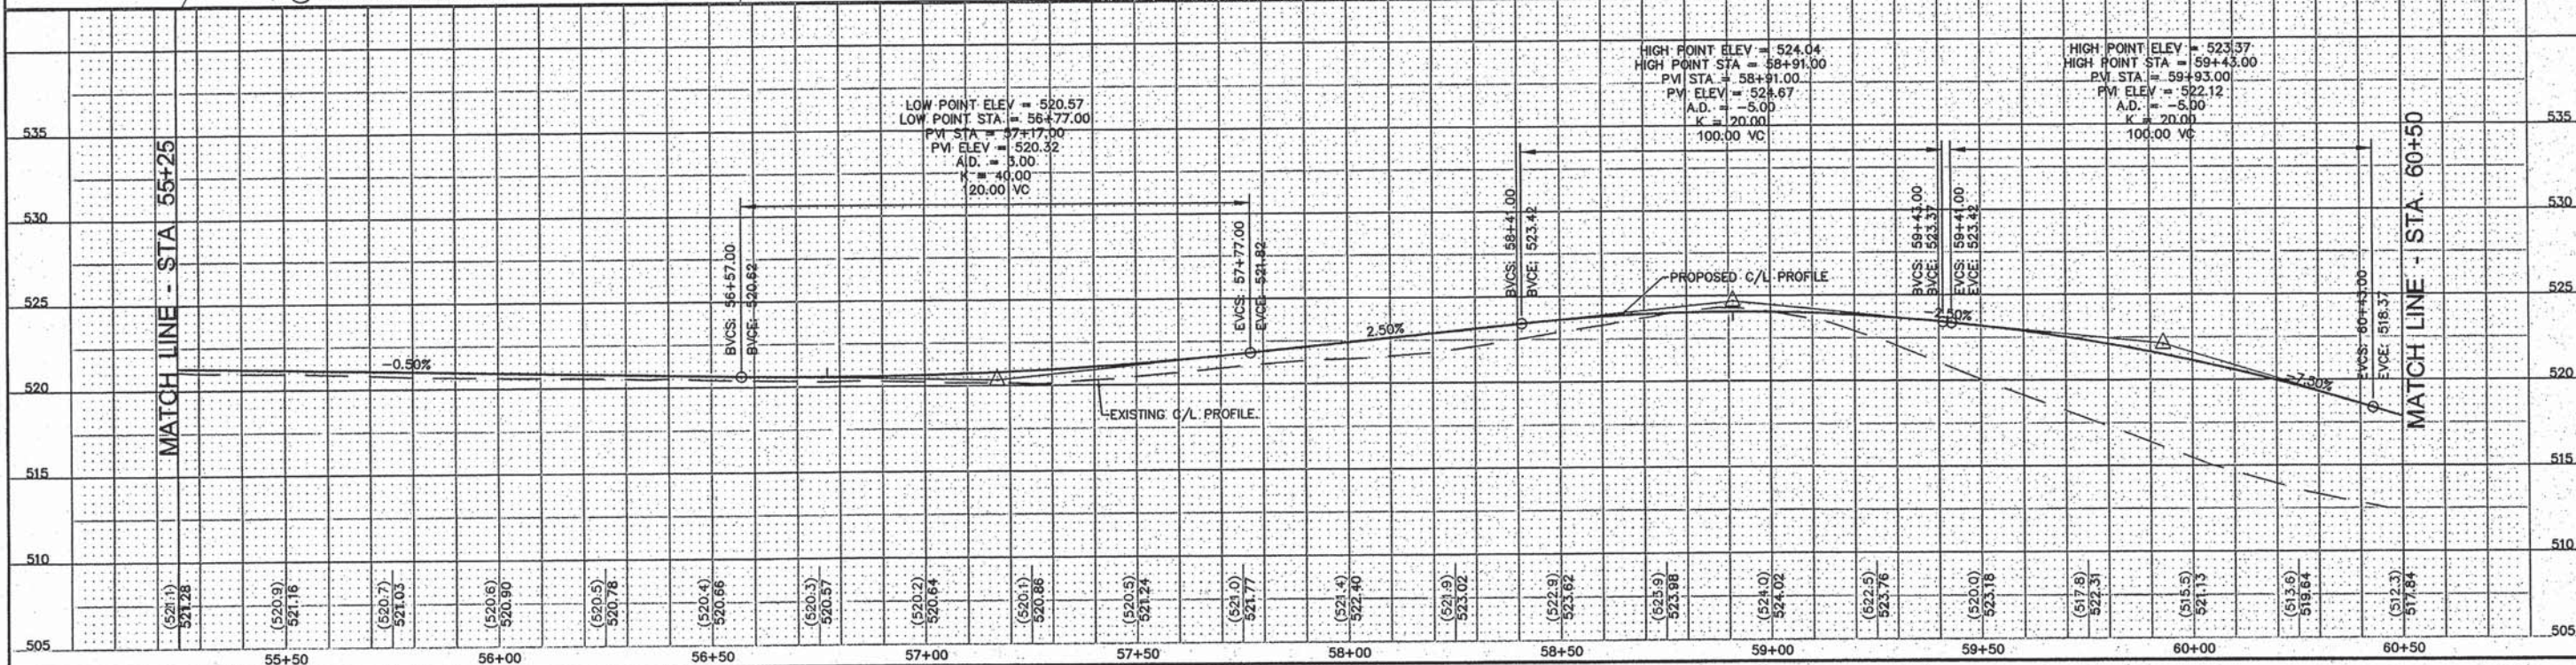 HIGH POINT ELEV = 524.04
HIGH POINT STA = 58+91.00
PVI STA = 58+91.00
PVI ELEV = 524.67
A.D. = -5.00
K = 20.00
100.00 VC
HIGH POINT ELEV = 523.37
HIGH POINT STA = 59+43.00
PVI STA = 59+93.00
PVI ELEV = 522.12
A.D. = -5.00
K = 20.00
100.00 VC
LOW POINT ELEV = 520.57
LOW POINT STA = 56+77.00
PVI STA = 57+17.00
PVI ELEV = 520.32
A.D. = 3.00
K = 40.00
120.00 VC
535
530
525
520
515
510
505
MATCH LINE - STA. 55+25
BVCS: 56+57.00
BVCE: 520.62
EVCS: 57+77.00
EVCE: 521.82
BVCS: 58+41.00
BVCE: 523.42
BVCS: 59+43.00
BVCE: 523.37
EVCS: 59+41.00
EVCE: 523.42
EVCS: 60+43.00
EVCE: 518.37
MATCH LINE - STA. 60+50
535
530
525
520
515
510
505
-0.50%
2.50%
PROPOSED C/L PROFILE
-2.50%
-7.50%
EXISTING C/L PROFILE.
(521.1)
521.28
(520.9)
521.16
(520.7)
521.03
(520.6)
520.90
(520.5)
520.78
(520.4)
520.66
(520.3)
520.57
(520.2)
520.64
(520.1)
520.86
(520.5)
521.24
(521.0)
521.77
(521.4)
522.40
(521.9)
523.02
(522.9)
523.62
(523.9)
523.98
(524.0)
524.02
(522.5)
523.76
(520.0)
523.18
(517.8)
522.31
(515.5)
521.13
(513.6)
519.64
(512.3)
517.84
55+50
56+00
56+50
57+00
57+50
58+00
58+50
59+00
59+50
60+00
60+50